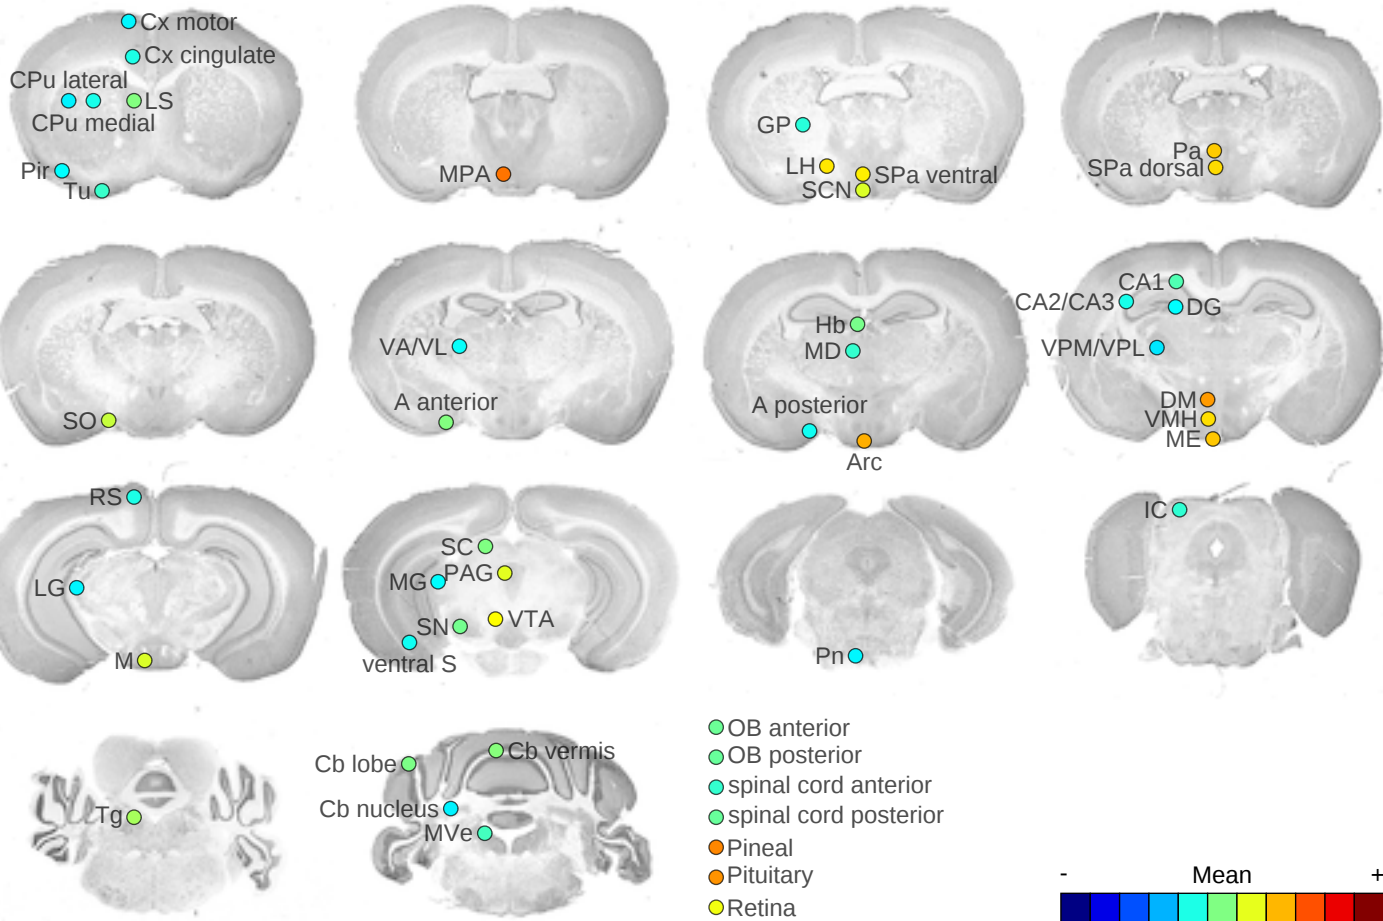 Cx motor
Cx cingulate
CPu lateral
LS
CPu medial
Pir
Tu
MPA
GP
LH
SPa ventral
SCN
Pa
SPa dorsal
SO
VA/VL
A anterior
Hb
MD
A posterior
Arc
CA1
CA2/CA3
DG
VPM/VPL
DM
VMH
ME
RS
LG
M
SC
MG
PAG
SN
VTA
ventral S
Pn
IC
Tg
Cb lobe
Cb vermis
Cb nucleus
MVe
OB anterior
OB posterior
spinal cord anterior
spinal cord posterior
Pineal
Pituitary
Retina
- Mean +